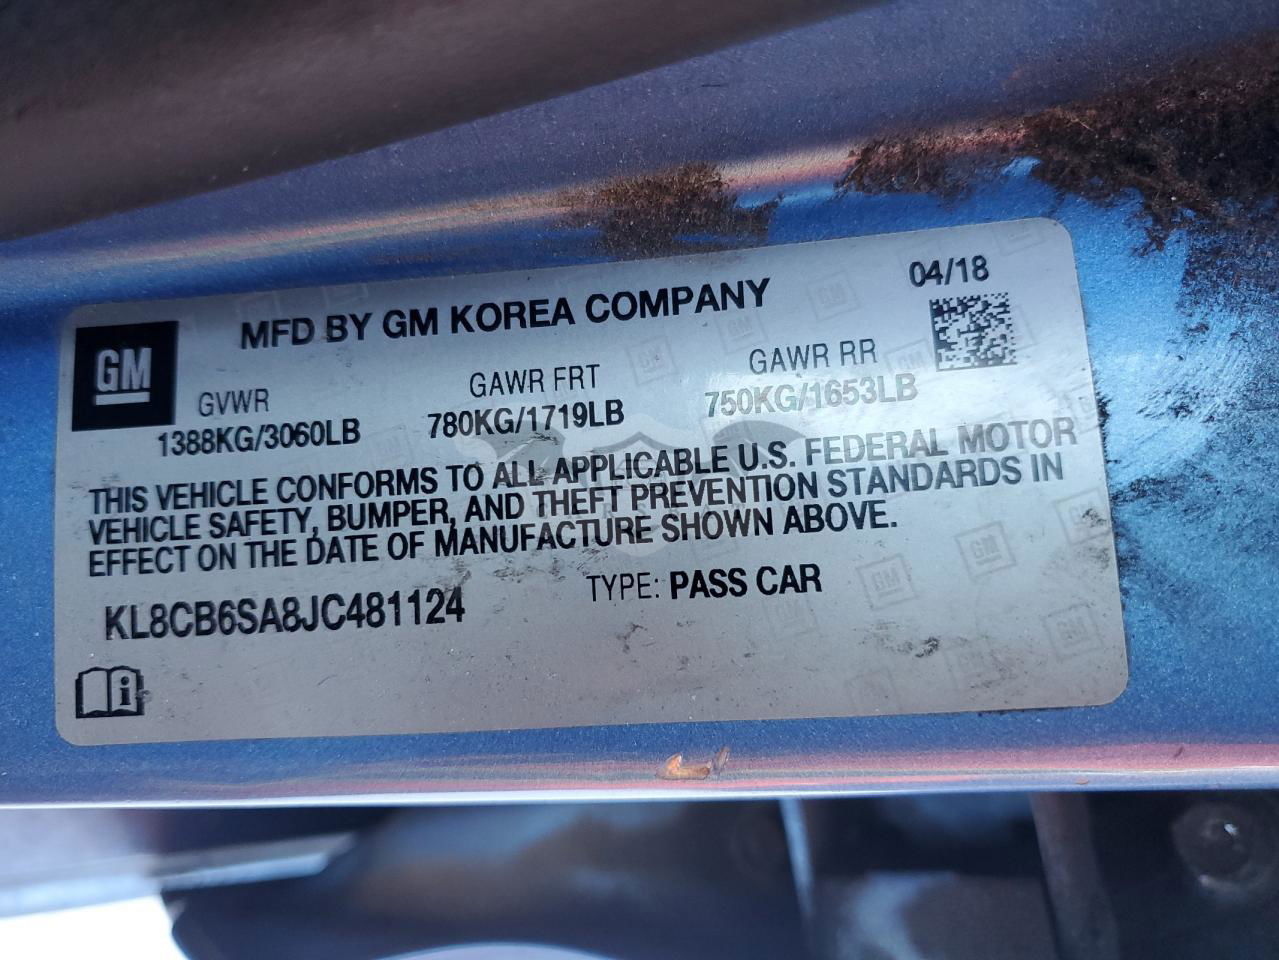 MFD BY GM KOREA COMPANY
04/18
GM
GVWR
GAWR FRT
GAWR RR
1388KG/3060LB
780KG/1719LB
750KG/1653LB
THIS VEHICLE CONFORMS TO ALL APPLICABLE U.S. FEDERAL MOTOR
VEHICLE SAFETY, BUMPER, AND THEFT PREVENTION STANDARDS IN
EFFECT ON THE DATE OF MANUFACTURE SHOWN ABOVE.
KL8CB6SA8JC481124
TYPE: PASS CAR